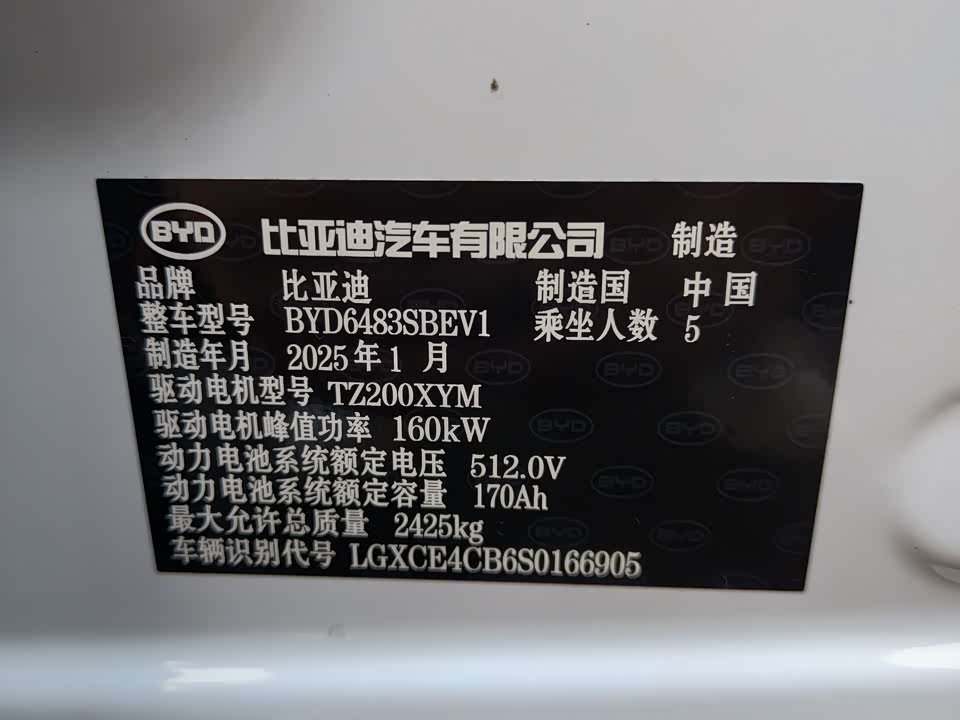 BYD 比亚迪汽车有限公司 制造
品牌 比亚迪 制造国 中国
整车型号 BYD6483SBEV1 乘坐人数 5
制造年月 2025年1月
驱动电机型号 TZ200XYM
驱动电机峰值功率 160kW
动力电池系统额定电压 512.0V
动力电池系统额定容量 170Ah
最大允许总质量 2425kg
车辆识别代号 LGXCE4CB6S0166905